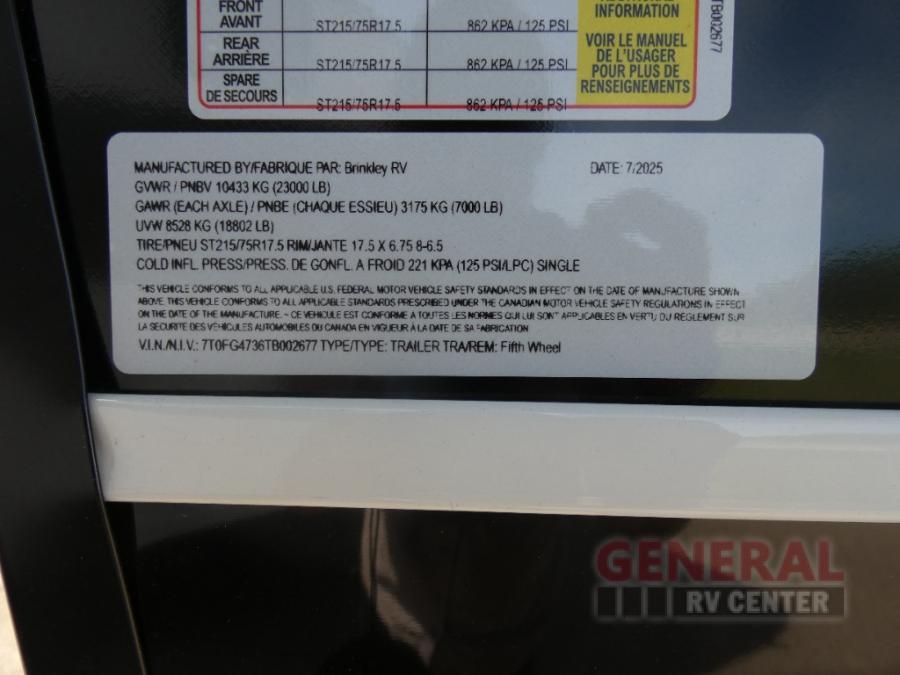 FRONT
AVANT ST215/75R17.5 862 KPA / 125 PSI
REAR
ARRIÈRE ST215/75R17.5 862 KPA / 125 PSI
SPARE
DE SECOURS ST215/75R17.5 862 KPA / 125 PSI
INFORMATION
VOIR LE MANUEL
DE L'USAGER
POUR PLUS DE
RENSEIGNEMENTS
TB002677
MANUFACTURED BY/FABRIQUE PAR: Brinkley RV DATE: 7/2025
GVWR / PNBV 10433 KG (23000 LB)
GAWR (EACH AXLE) / PNBE (CHAQUE ESSIEU) 3175 KG (7000 LB)
UVW 8528 KG (18802 LB)
TIRE/PNEU ST215/75R17.5 RIM/JANTE 17.5 X 6.75 8-6.5
COLD INFL. PRESS/PRESS. DE GONFL. A FROID 221 KPA (125 PSI/LPC) SINGLE
THIS VEHICLE CONFORMS TO ALL APPLICABLE U.S. FEDERAL MOTOR VEHICLE SAFETY STANDARDS IN EFFECT ON THE DATE OF MANUFACTURE SHOWN
ABOVE. THIS VEHICLE CONFORMS TO ALL APPLICABLE STANDARDS PRESCRIBED UNDER THE CANADIAN MOTOR VEHICLE SAFETY REGULATIONS IN EFFECT
ON THE DATE OF MANUFACTURE. ~ CE VEHICULE EST CONFORME A TOUTES LES NORMES QUI LUI SONT APPLICABLES EN VERTU DU REGLEMENT SUR
LA SECURITE DES VEHICULES AUTOMOBILES DU CANADA EN VIGUEUR À LA DATE DE SA FABRICATION
V.I.N./N.I.V.: 7T0FG4736TB002677 TYPE/TYPE: TRAILER TRA/REM: Fifth Wheel
GENERAL
RV CENTER